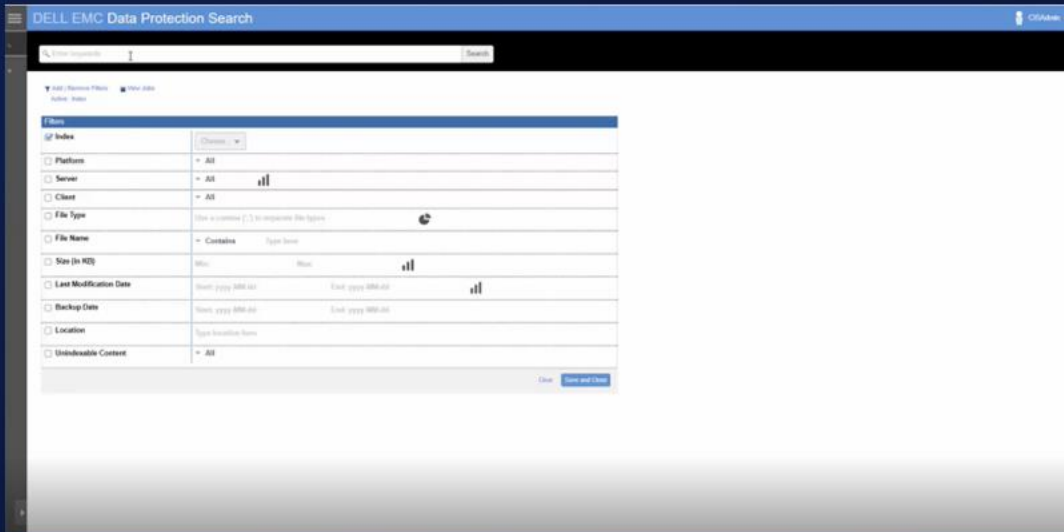 DELL EMC Data Protection Search
CISAdmin
Enter keywords
Search
Add / Remove Filters View Jobs
Active: Index
Filters
Index Choose...
Platform All
Server All
Client All
File Type Use a comma (',') to separate file types
File Name Contains Type here
Size (in KB) Min: Max:
Last Modification Date Start: yyyy-MM-dd End: yyyy-MM-dd
Backup Date Start: yyyy-MM-dd End: yyyy-MM-dd
Location Type location here
Unindexable Content All
Clear Save and Close